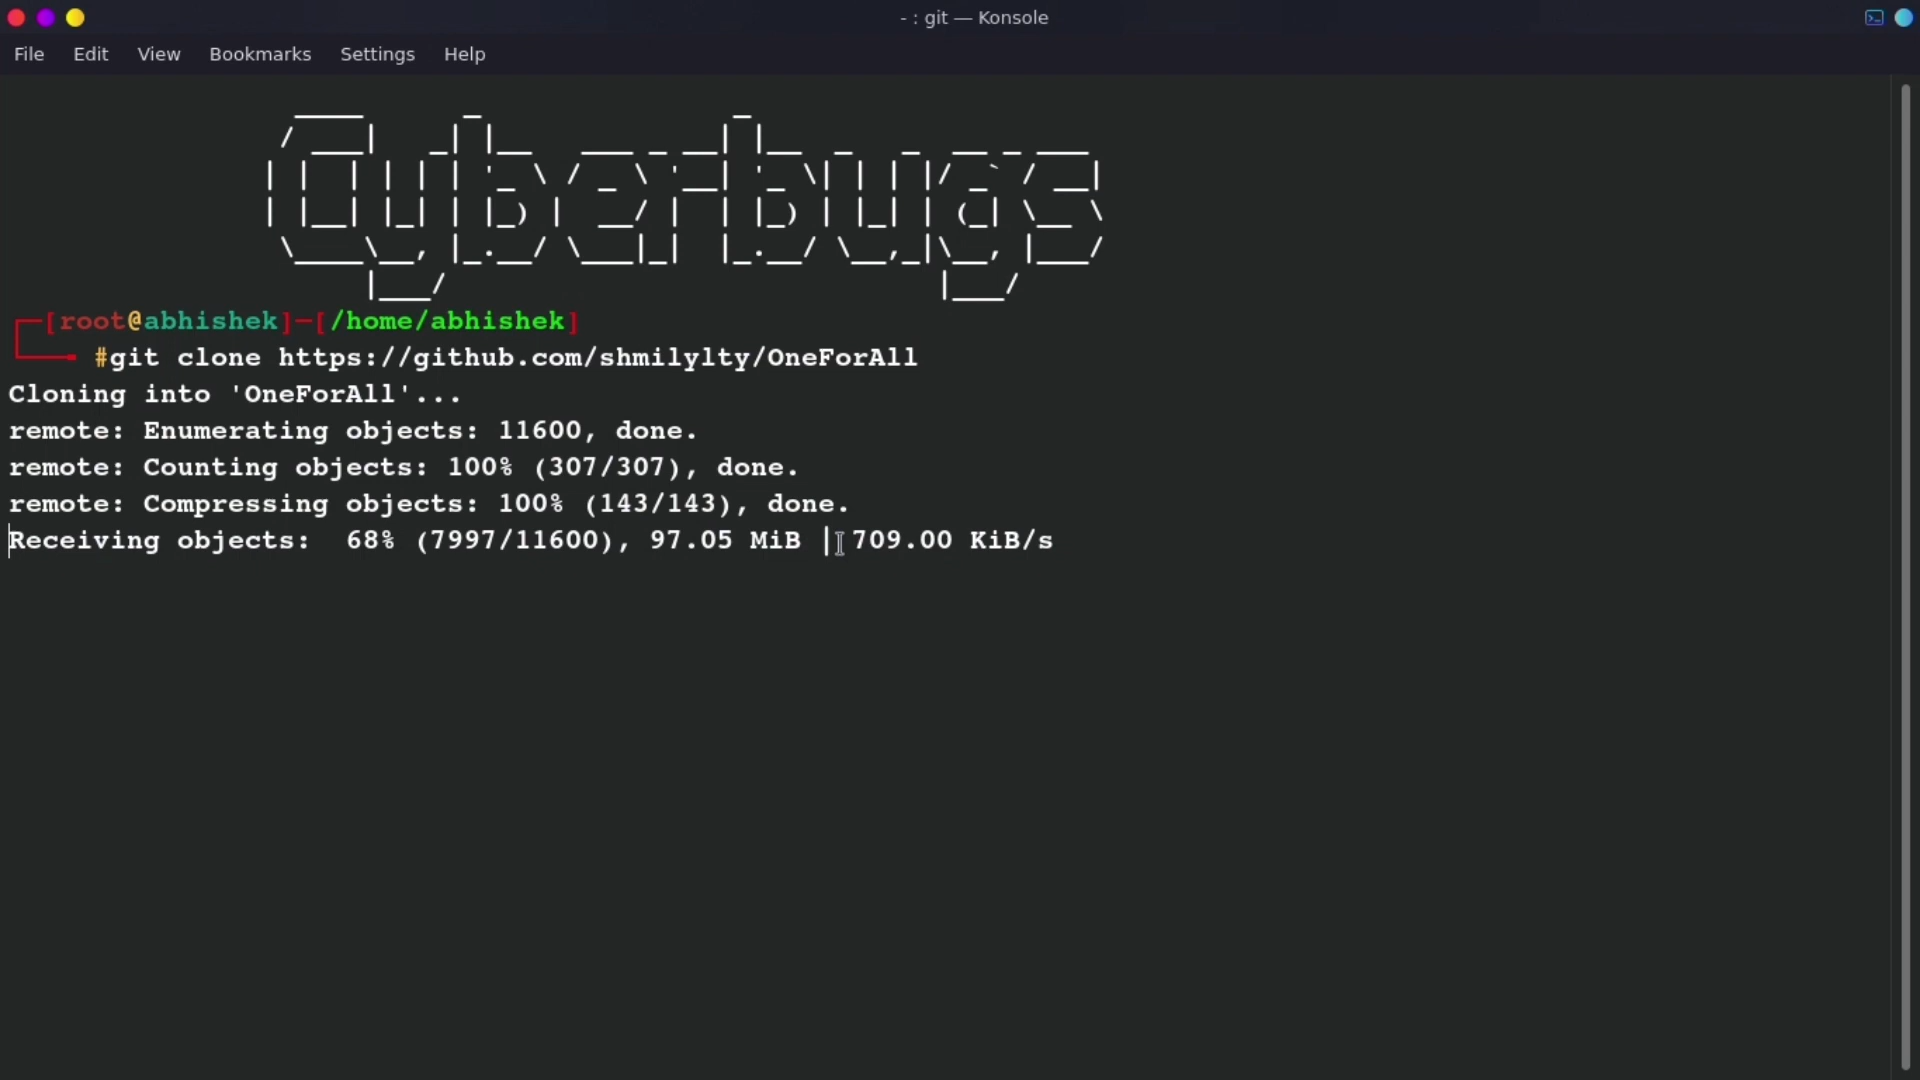 - : git — Konsole
File Edit View Bookmarks Settings Help
Cyberbugs
[root@abhishek]─[/home/abhishek]
#git clone https://github.com/shmilylty/OneForAll
Cloning into 'OneForAll'...
remote: Enumerating objects: 11600, done.
remote: Counting objects: 100% (307/307), done.
remote: Compressing objects: 100% (143/143), done.
Receiving objects:  68% (7997/11600), 97.05 MiB | 709.00 KiB/s